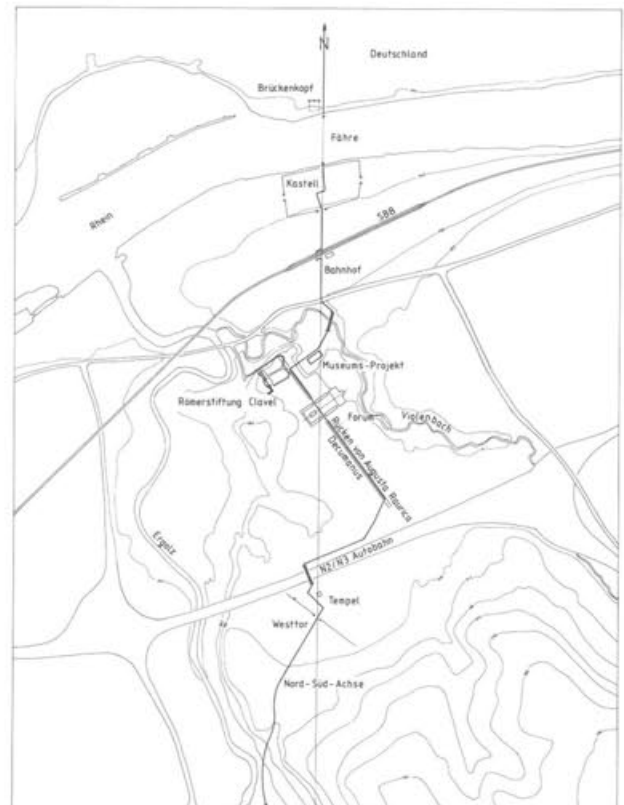 N
Deutschland
Brückenkopf
Fähre
Kastell
Rhein
SBB
Bahnhof
Museums-Projekt
Römerstiftung Clavel
Forum
Violenbach
Rücken von Augusta Raurica
Decumanus
Ergolz
N2/N3 Autobahn
Tempel
Westtor
Nord-Süd-Achse